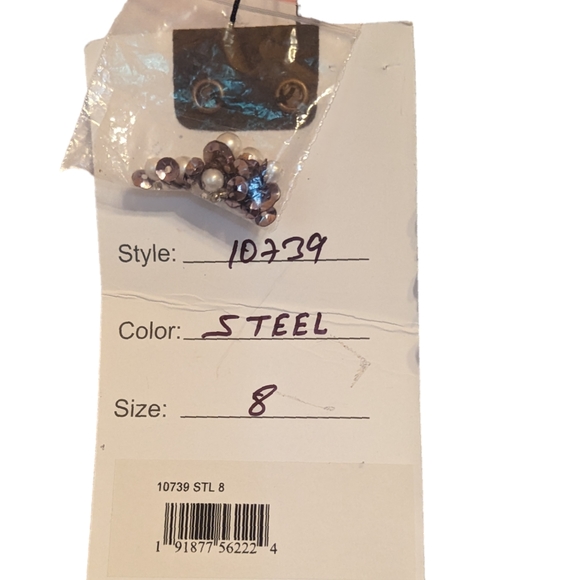 Style: 10739
Color: STEEL
Size: 8
10739 STL 8
1 91877 56222 4